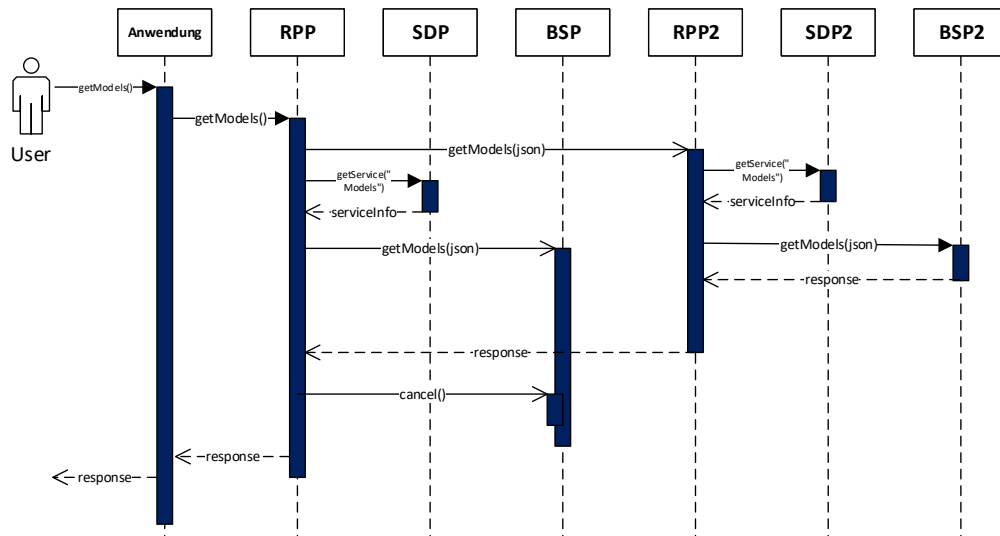 Anwendung
RPP
SDP
BSP
RPP2
SDP2
BSP2
User
getModels()
getModels()
getModels(json)
getService("
Models")
getService("
Models")
serviceInfo
serviceInfo
getModels(json)
getModels(json)
response
response
cancel()
response
response